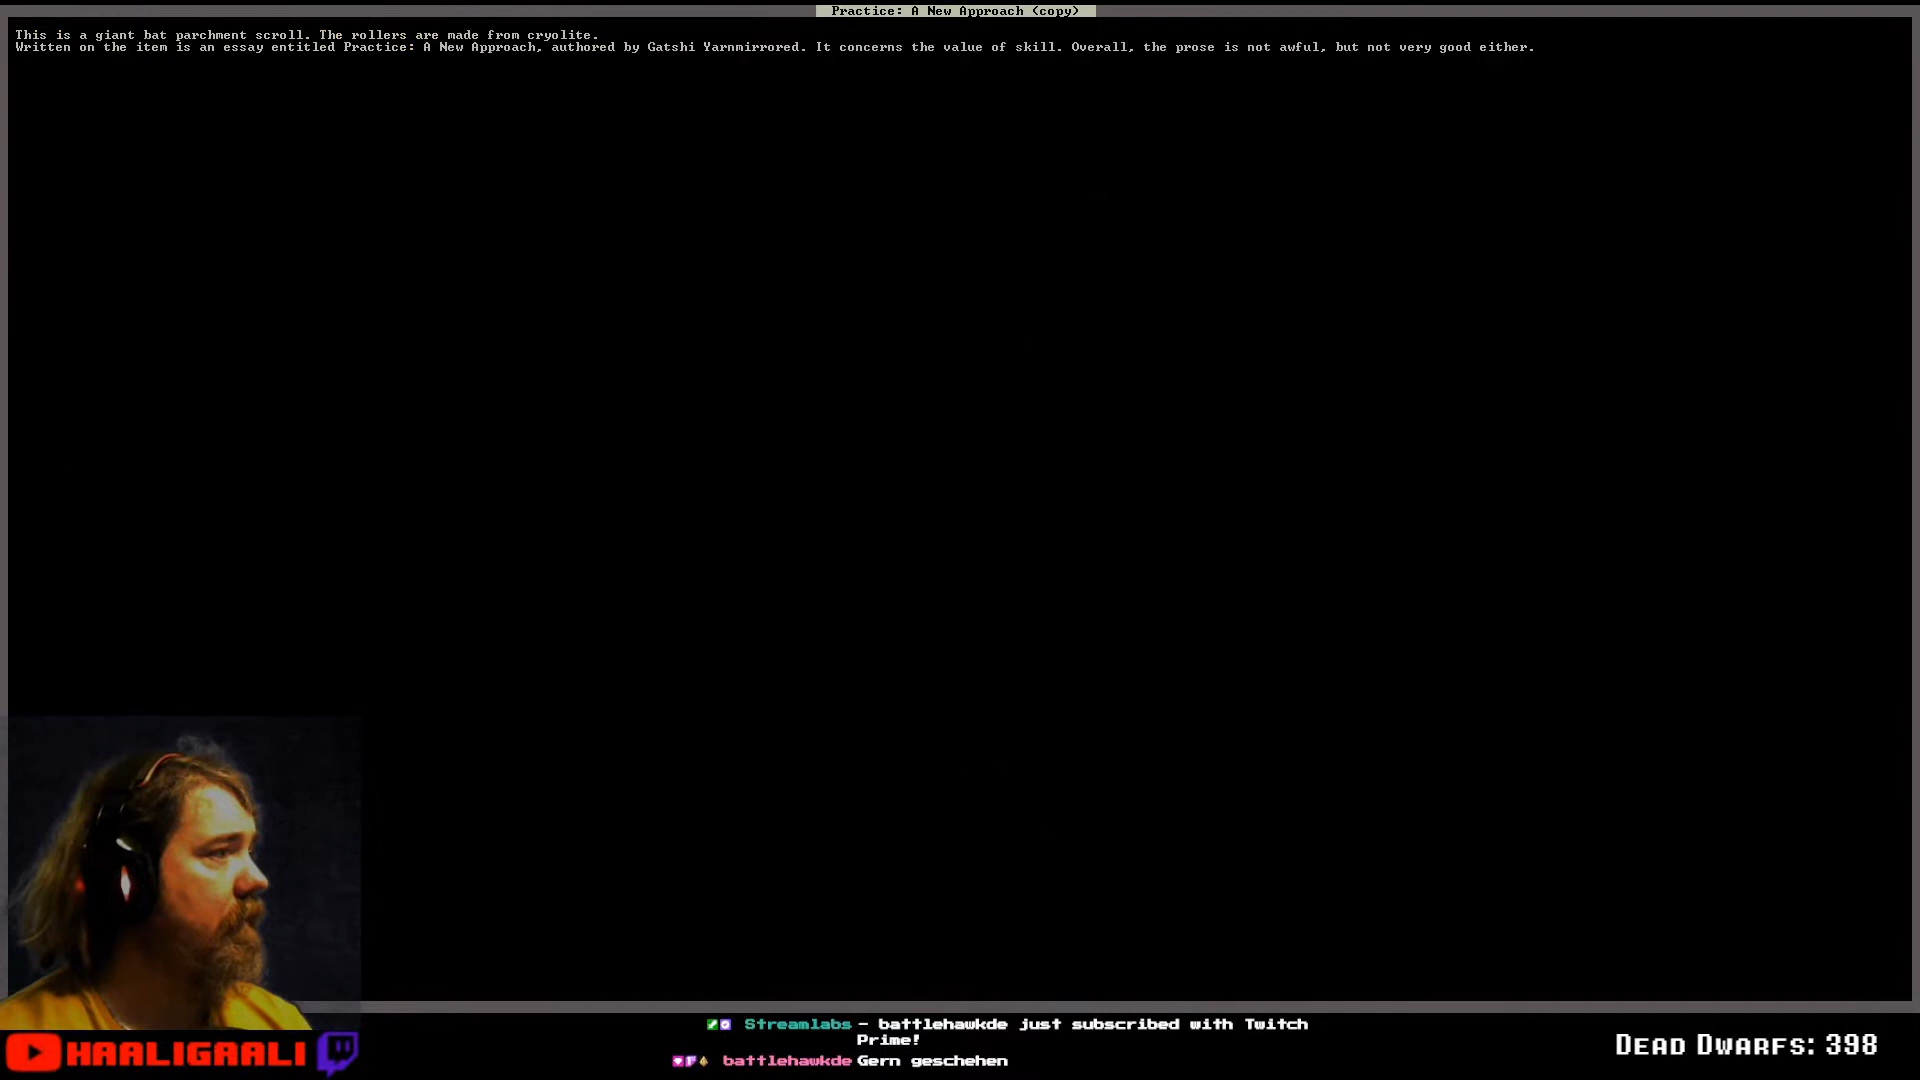 Practice: A New Approach (copy)
This is a giant bat parchment scroll. The rollers are made from cryolite.
Written on the item is an essay entitled Practice: A New Approach, authored by Gatshi Yarnmirrored. It concerns the value of skill. Overall, the prose is not awful, but not very good either.
Streamlabs - battlehawkde just subscribed with Twitch
Prime!
battlehawkde Gern geschehen
HAALIGAALI
DEAD DWARFS: 398